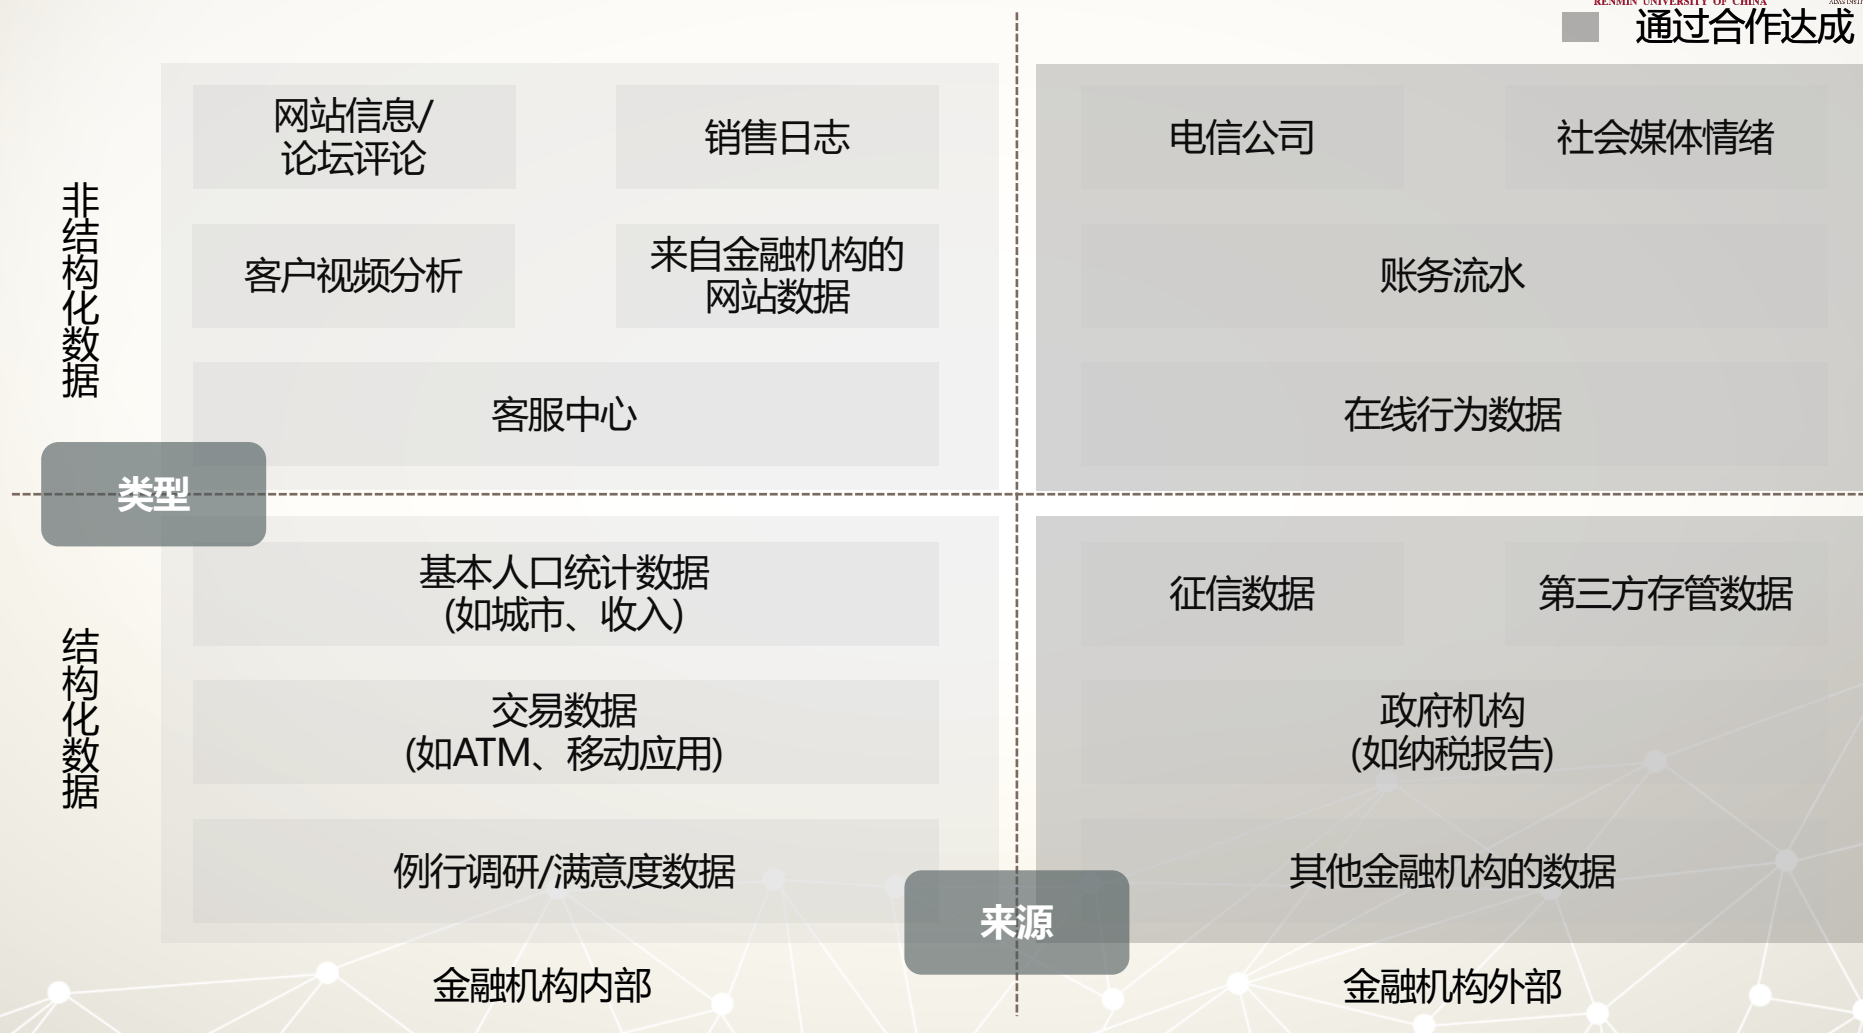 RENMIN UNIVERSITY OF CHINA
通过合作达成
网站信息/
论坛评论
销售日志
电信公司
社会媒体情绪
非结构化数据
客户视频分析
来自金融机构的
网站数据
账务流水
客服中心
在线行为数据
类型
基本人口统计数据
(如城市、收入)
征信数据
第三方存管数据
结构化数据
交易数据
(如ATM、移动应用)
政府机构
(如纳税报告)
例行调研/满意度数据
其他金融机构的数据
来源
金融机构内部
金融机构外部